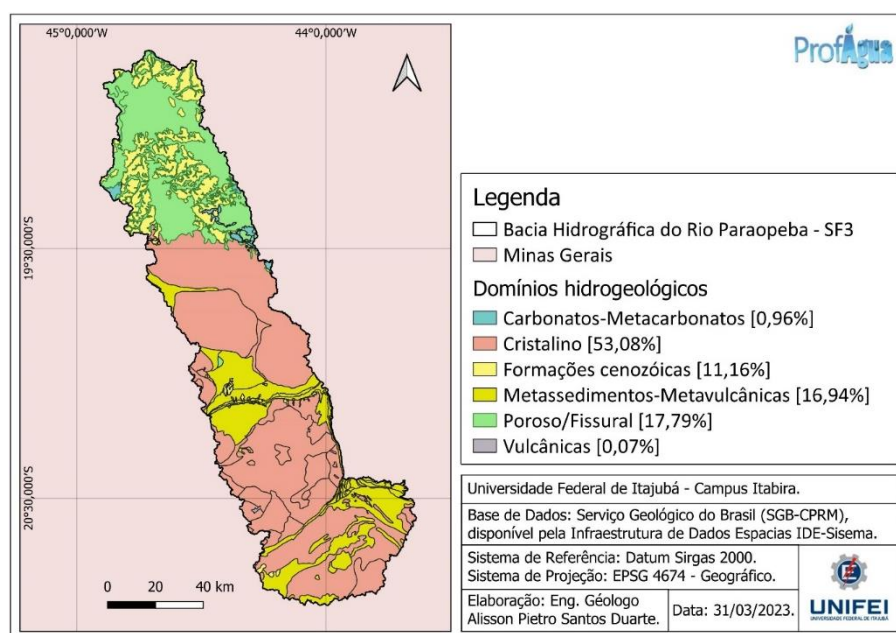 45°0,000'W
44°0,000'W
19°30,000'S
20°30,000'S
0 20 40 km
ProfÁgua
Legenda
Bacia Hidrográfica do Rio Paraopeba - SF3
Minas Gerais
Domínios hidrogeológicos
Carbonatos-Metacarbonatos [0,96%]
Cristalino [53,08%]
Formações cenozóicas [11,16%]
Metassedimentos-Metavulcânicas [16,94%]
Poroso/Fissural [17,79%]
Vulcânicas [0,07%]
Universidade Federal de Itajubá - Campus Itabira.
Base de Dados: Serviço Geológico do Brasil (SGB-CPRM),
disponível pela Infraestrutura de Dados Espacias IDE-Sisema.
Sistema de Referência: Datum Sirgas 2000.
Sistema de Projeção: EPSG 4674 - Geográfico.
Elaboração: Eng. Géologo
Alisson Pietro Santos Duarte.
Data: 31/03/2023.
UNIFEI
UNIVERSIDADE FEDERAL DE ITAJUBÁ